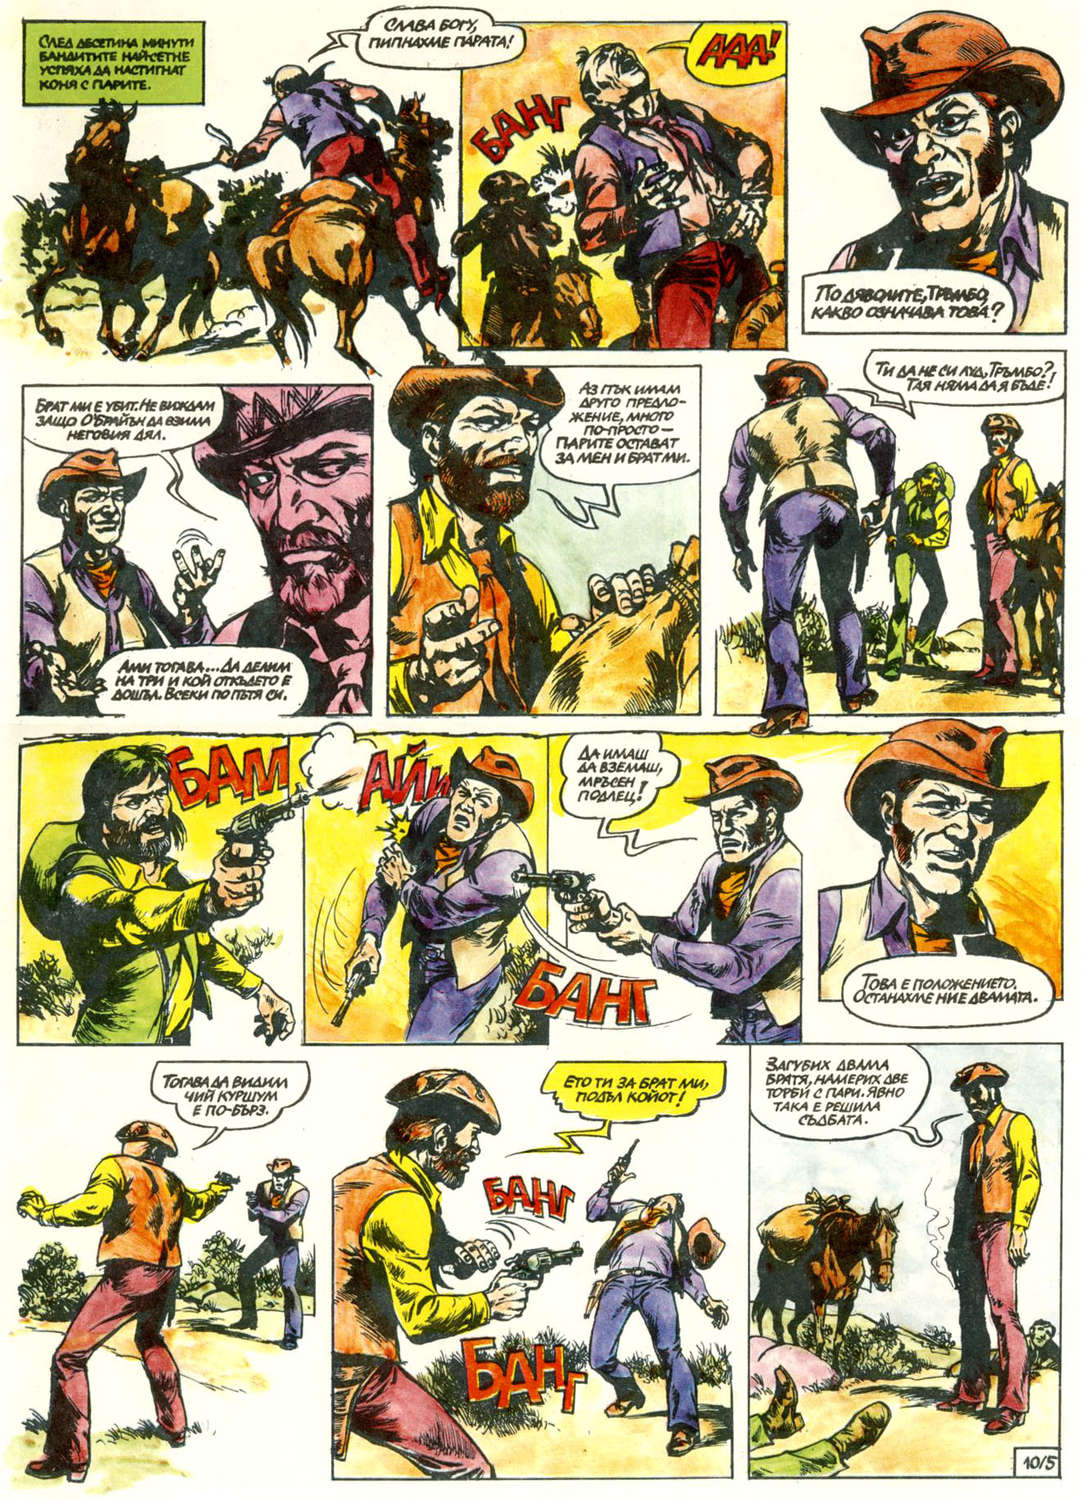 СЛЕД ДЕСЕТИНА МИНУТИ
БАНДИТИТЕ НАЙСЕТНЕ
УСПЯХА ДА НАСТИГНАТ
КОНЯ С ПАРИТЕ.
СЛАВА БОГУ,
ПИПНАХМЕ ПАРАТА!
БАНГ
ААА!
ПО ДЯВОЛИТЕ, ТРЪМБО,
КАКВО ОЗНАЧАВА ТОВА?
БРАТ МИ Е УБИТ. НЕ ВИЖДАМ
ЗАЩО О'БРАЙЪН ДА ВЗИМА
НЕГОВИЯ ДЯЛ.
АМИ ТОГАВА... ДА ДЕЛИМ
НА ТРИ И КОЙ ОТКЪДЕТО Е
ДОШЪЛ. ВСЕКИ ПО ПЪТЯ СИ.
АЗ ПЪК ИМАМ
ДРУГО ПРЕДЛО-
ЖЕНИЕ, МНОГО
ПО-ПРОСТО —
ПАРИТЕ ОСТАВАТ
ЗА МЕН И БРАТ МИ.
ТИ ДА НЕ СИ ЛУД, ТРЪМБО?
ТАЯ НЯМА ДА Я БЪДЕ!
БАМ
АЙИ
ДА ИМАШ
ДА ВЗЕМАШ,
МРЪСЕН
ПОДЛЕЦ!
БАНГ
ТОВА Е ПОЛОЖЕНИЕТО.
ОСТАНАХМЕ НИЕ ДВАМАТА.
ТОГАВА ДА ВИДИМ
ЧИЙ КУРШУМ
Е ПО-БЪРЗ.
ЕТО ТИ ЗА БРАТ МИ,
ПОДЪЛ КОЙОТ!
БАНГ
БАНГ
ЗАГУБИХ ДВАМА
БРАТЯ, НАМЕРИХ ДВЕ
ТОРБИ С ПАРИ. ЯВНО
ТАКА Е РЕШИЛА
СЪДБАТА.
10/5